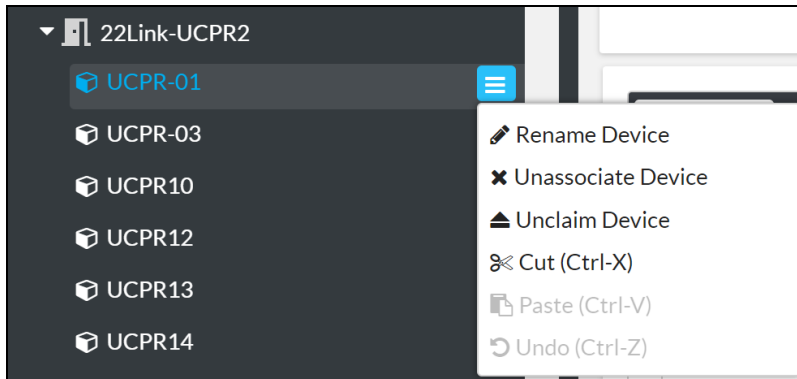 22Link-UCPR2
UCPR-01
UCPR-03
UCPR10
UCPR12
UCPR13
UCPR14
Rename Device
Unassociate Device
Unclaim Device
Cut (Ctrl-X)
Paste (Ctrl-V)
Undo (Ctrl-Z)